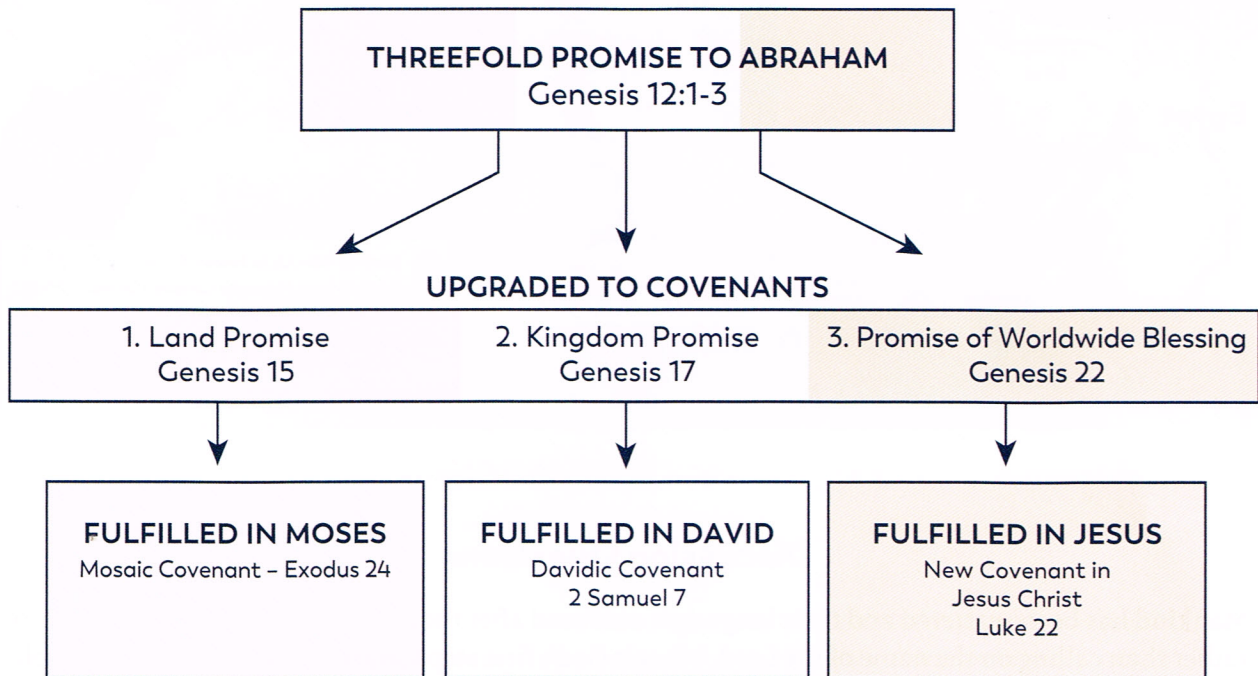 THREEFOLD PROMISE TO ABRAHAM
Genesis 12:1-3
UPGRADED TO COVENANTS
1. Land Promise
Genesis 15
2. Kingdom Promise
Genesis 17
3. Promise of Worldwide Blessing
Genesis 22
FULFILLED IN MOSES
Mosaic Covenant – Exodus 24
FULFILLED IN DAVID
Davidic Covenant
2 Samuel 7
FULFILLED IN JESUS
New Covenant in
Jesus Christ
Luke 22